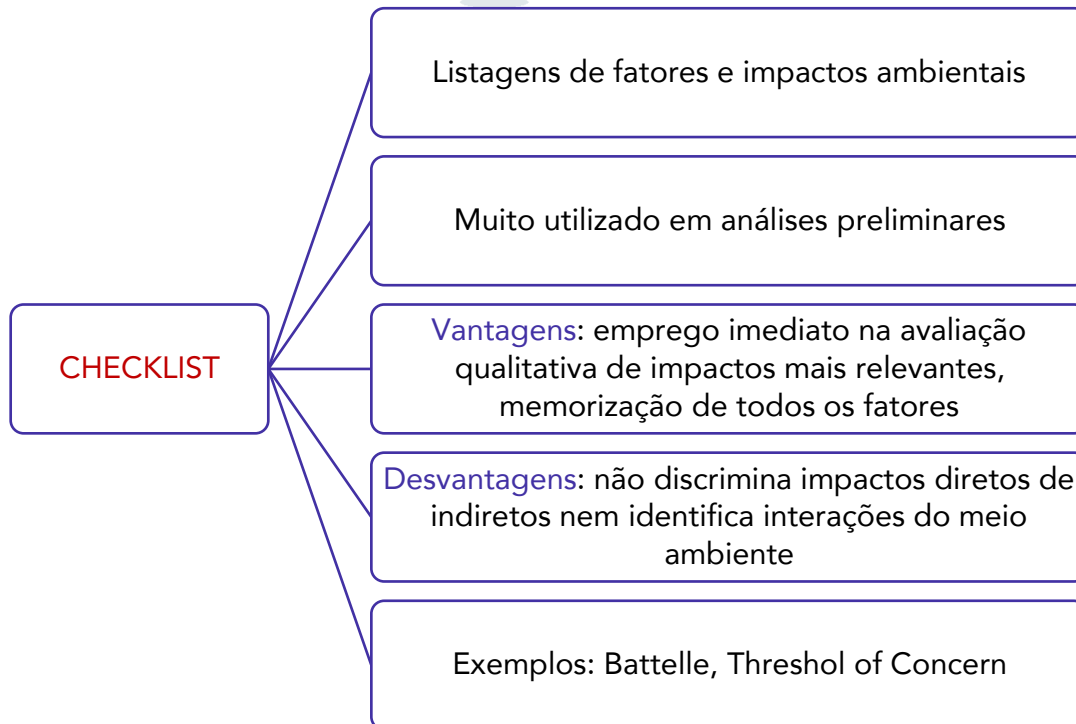 Listagens de fatores e impactos ambientais
Muito utilizado em análises preliminares
CHECKLIST
Vantagens: emprego imediato na avaliação
qualitativa de impactos mais relevantes,
memorização de todos os fatores
Desvantagens: não discrimina impactos diretos de
indiretos nem identifica interações do meio
ambiente
Exemplos: Battelle, Threshol of Concern